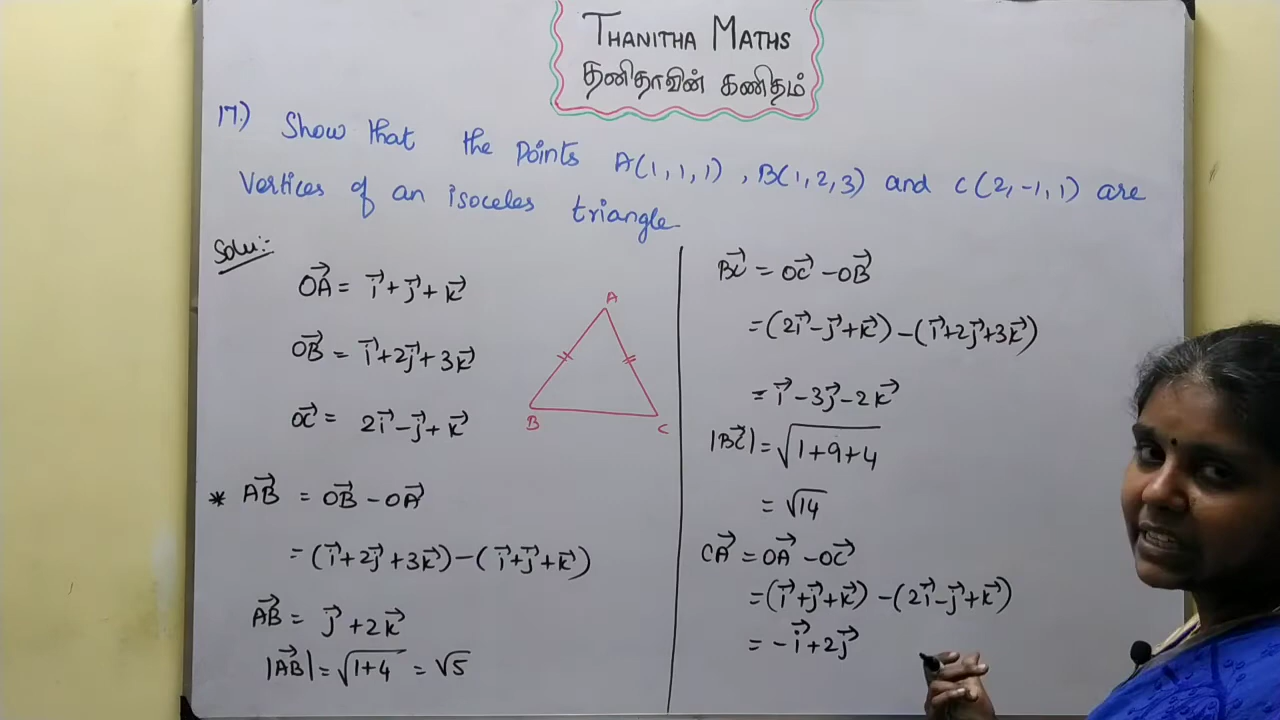 THANITHA MATHS
தனிதாவின் கணிதம்
17.) Show that the points A(1,1,1), B(1,2,3) and C(2,-1,1) are
vertices of an isoceles triangle
Solu:-
OA⃗ = i⃗ + j⃗ + k⃗
OB⃗ = i⃗ + 2j⃗ + 3k⃗
OC⃗ = 2i⃗ - j⃗ + k⃗
A
B
C
* AB⃗ = OB⃗ - OA⃗
= (i⃗ + 2j⃗ + 3k⃗) - (i⃗ + j⃗ + k⃗)
AB⃗ = j⃗ + 2k⃗
|AB⃗| = √(1+4) = √5
BC⃗ = OC⃗ - OB⃗
= (2i⃗ - j⃗ + k⃗) - (i⃗ + 2j⃗ + 3k⃗)
= i⃗ - 3j⃗ - 2k⃗
|BC⃗| = √(1+9+4)
= √14
CA⃗ = OA⃗ - OC⃗
= (i⃗ + j⃗ + k⃗) - (2i⃗ - j⃗ + k⃗)
= -i⃗ + 2j⃗